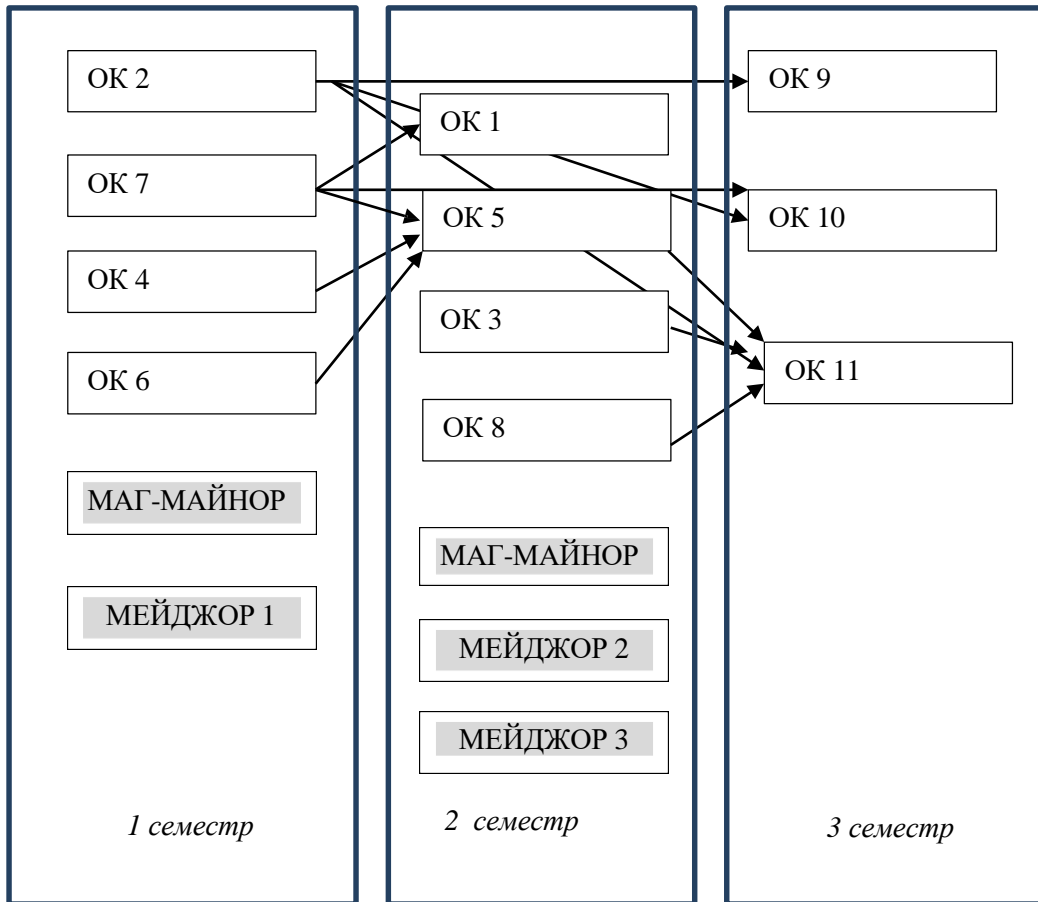 ОК 2
ОК 7
ОК 4
ОК 6
МАГ-МАЙНОР
МЕЙДЖОР 1
1 семестр
ОК 1
ОК 5
ОК 3
ОК 8
МАГ-МАЙНОР
МЕЙДЖОР 2
МЕЙДЖОР 3
2 семестр
ОК 9
ОК 10
ОК 11
3 семестр